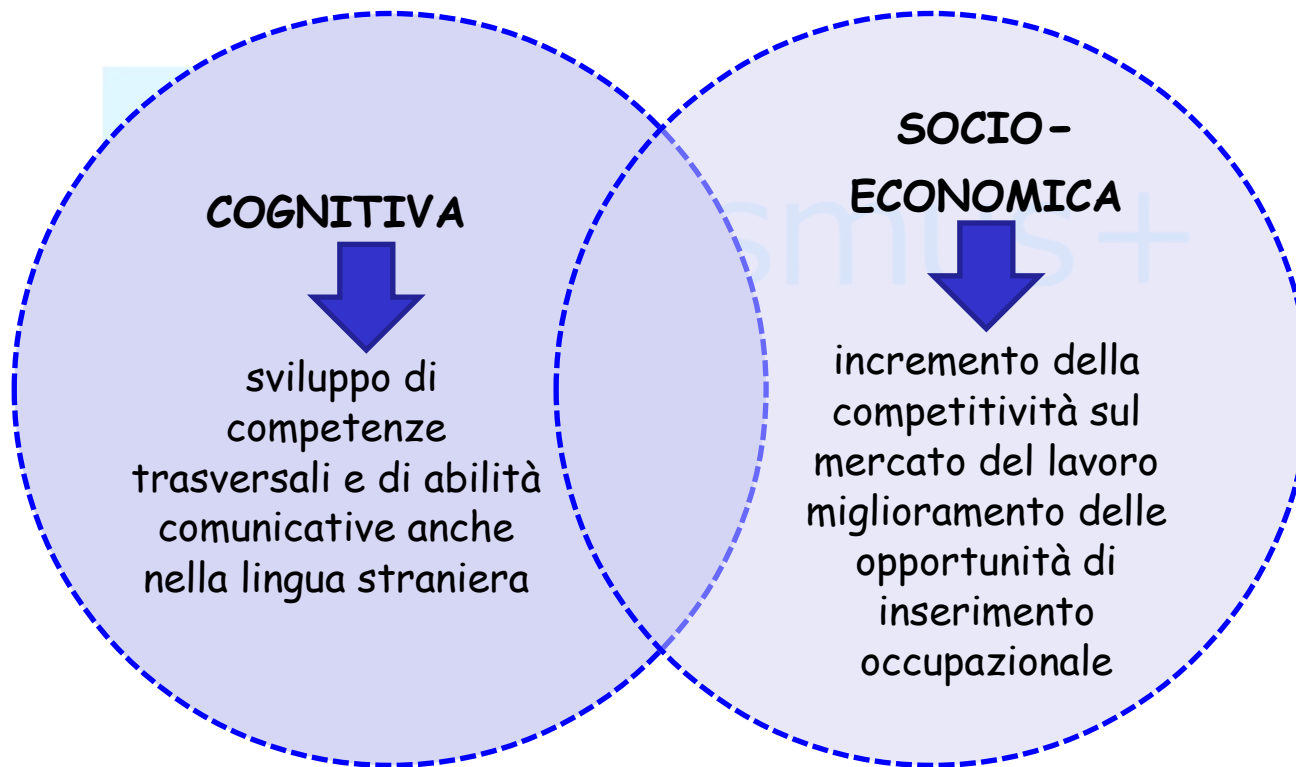 COGNITIVA
sviluppo di
competenze
trasversali e di abilità
comunicative anche
nella lingua straniera
SOCIO-
ECONOMICA
smus+
incremento della
competitività sul
mercato del lavoro
miglioramento delle
opportunità di
inserimento
occupazionale